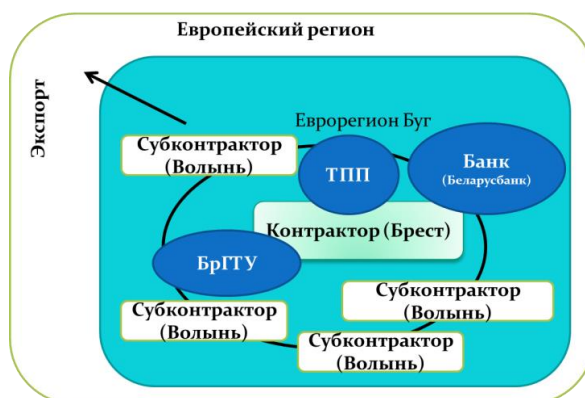 Европейский регион
Экспорт
Еврорегион Буг
Субконтрактор
(Волынь)
ТПП
Банк
(Беларусбанк)
Контрактор (Брест)
БрГТУ
Субконтрактор
(Волынь)
Субконтрактор
(Волынь)
Субконтрактор
(Волынь)